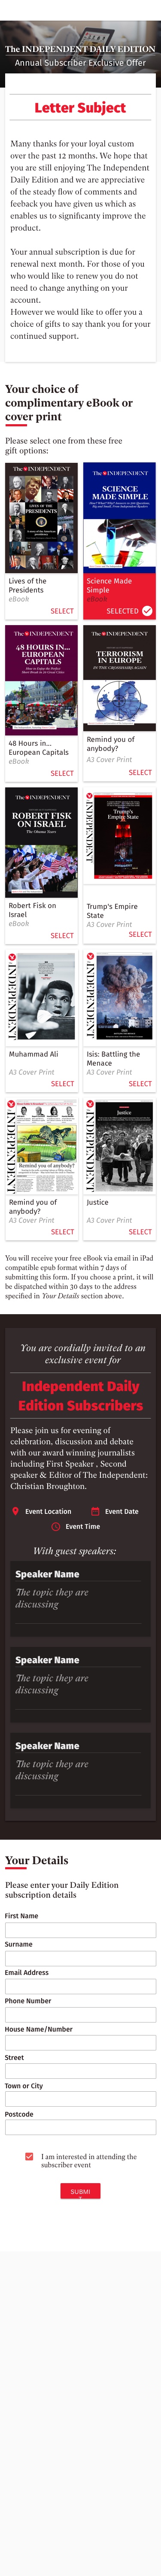 The INDEPENDENT DAILY EDITION
Annual Subscriber Exclusive Offer
Letter Subject
Many thanks for your loyal custom
over the past 12 months. We hope that
you are still enjoying The Independent
Daily Edition and we are appreciative
of the steady flow of comments and
feeback you have given us which as
enables us to significanty improve the
product.
Your annual subscription is due for
renewal next month. For those of you
who would like to renew you do not
need to change anything on your
account.
However we would like to offer you a
choice of gifts to say thank you for your
continued support.
Your choice of
complimentary eBook or
cover print
Please select one from these free
gift options:
The INDEPENDENT
LIVES OF THE
PRESIDENTS
Lives of the
Presidents
eBook
SELECT
The INDEPENDENT
SCIENCE
MADE SIMPLE
Science Made
Simple
eBook
SELECTED
The INDEPENDENT
48 HOURS IN...
EUROPEAN
CAPITALS
48 Hours in...
European Capitals
eBook
SELECT
The INDEPENDENT
TERRORISM
IN EUROPE
Remind you of
anybody?
A3 Cover Print
SELECT
The INDEPENDENT
ROBERT FISK
ON ISRAEL
The Obama Years
Robert Fisk on
Israel
eBook
SELECT
INDEPENDENT
Trump's
Empire State
Trump's Empire
State
A3 Cover Print
SELECT
INDEPENDENT
Muhammad Ali
A3 Cover Print
SELECT
INDEPENDENT
Isis: Battling the
Menace
A3 Cover Print
SELECT
INDEPENDENT
Remind you of anybody?
Remind you of
anybody?
A3 Cover Print
SELECT
INDEPENDENT
Justice
Justice
A3 Cover Print
SELECT
You will receive your free eBook via email in iPad
compatible epub format within 7 days of
submitting this form. If you choose a print, it will
be dispatched within 30 days to the address
specified in Your Details section above.
You are cordially invited to an
exclusive event for
Independent Daily
Edition Subscribers
Please join us for evening of
celebration, discussion and debate
with our award winning journalists
including First Speaker , Second
speaker & Editor of The Independent:
Christian Broughton.
Event Location
Event Date
Event Time
With guest speakers:
Speaker Name
The topic they are
discussing
Speaker Name
The topic they are
discussing
Speaker Name
The topic they are
discussing
Your Details
Please enter your Daily Edition
subscription details
First Name
Surname
Email Address
Phone Number
House Name/Number
Street
Town or City
Postcode
I am interested in attending the
subscriber event
SUBMI